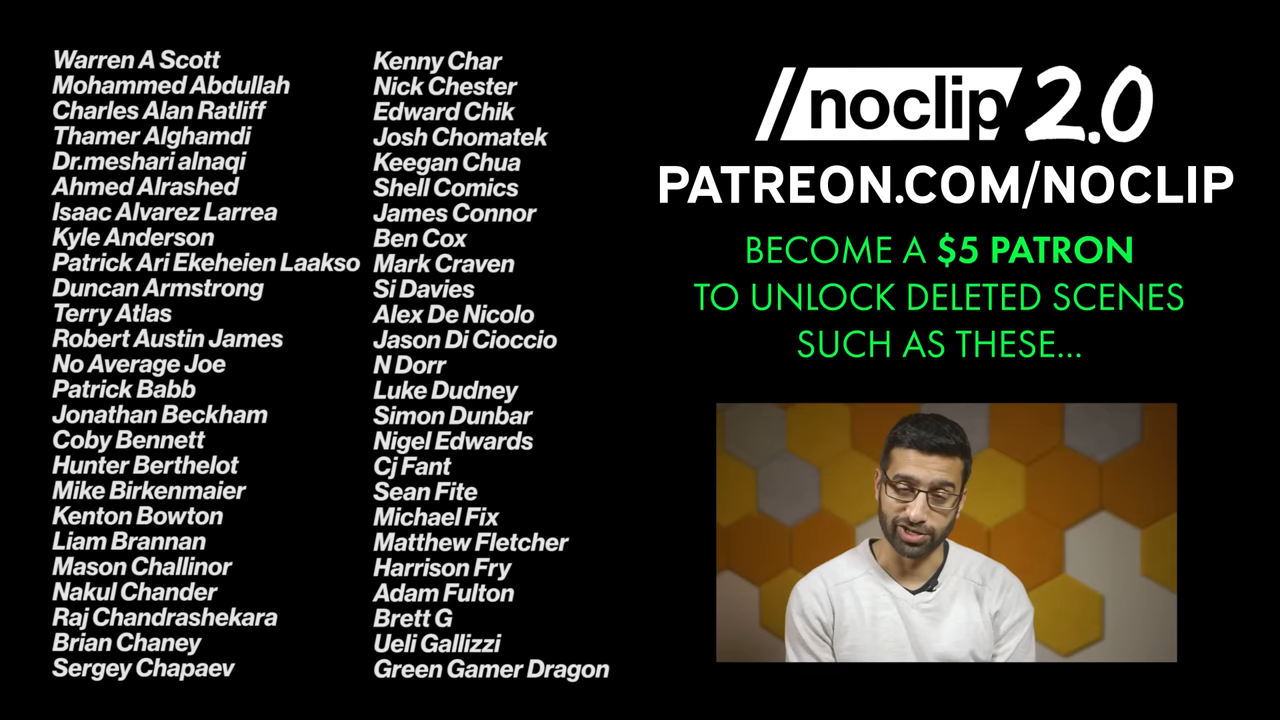 Warren A Scott
Mohammed Abdullah
Charles Alan Ratliff
Thamer Alghamdi
Dr.meshari alnaqi
Ahmed Alrashed
Isaac Alvarez Larrea
Kyle Anderson
Patrick Ari Ekeheien Laakso
Duncan Armstrong
Terry Atlas
Robert Austin James
No Average Joe
Patrick Babb
Jonathan Beckham
Coby Bennett
Hunter Berthelot
Mike Birkenmaier
Kenton Bowton
Liam Brannan
Mason Challinor
Nakul Chander
Raj Chandrashekara
Brian Chaney
Sergey Chapaev
Kenny Char
Nick Chester
Edward Chik
Josh Chomatek
Keegan Chua
Shell Comics
James Connor
Ben Cox
Mark Craven
Si Davies
Alex De Nicolo
Jason Di Cioccio
N Dorr
Luke Dudney
Simon Dunbar
Nigel Edwards
Cj Fant
Sean Fite
Michael Fix
Matthew Fletcher
Harrison Fry
Adam Fulton
Brett G
Ueli Gallizzi
Green Gamer Dragon
//noclip 2.0
PATREON.COM/NOCLIP
BECOME A $5 PATRON
TO UNLOCK DELETED SCENES
SUCH AS THESE...